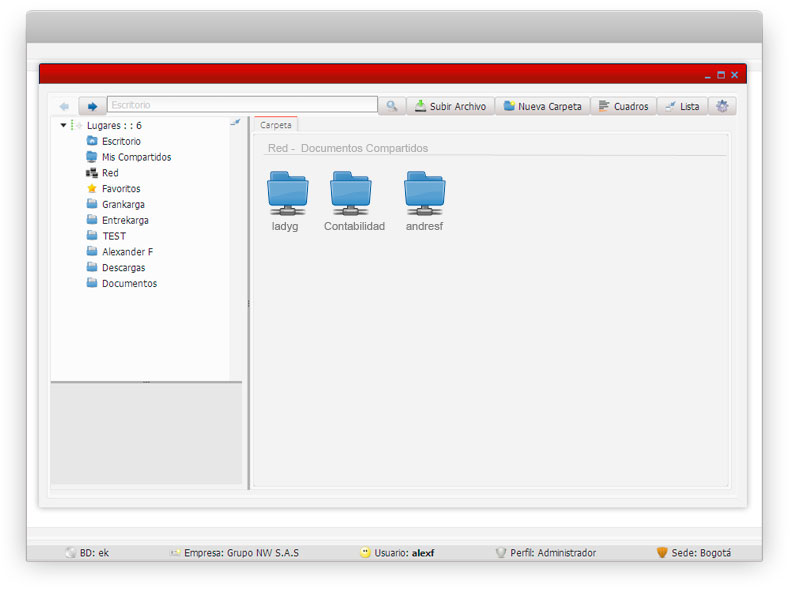 Escritorio
Subir Archivo
Nueva Carpeta
Cuadros
Lista
Lugares : : 6
Escritorio
Mis Compartidos
Red
Favoritos
Grankarga
Entrekarga
TEST
Alexander F
Descargas
Documentos
Carpeta
Red - Documentos Compartidos
ladyg
Contabilidad
andresf
BD: ek
Empresa: Grupo NW S.A.S
Usuario: alexf
Perfil: Administrador
Sede: Bogotá